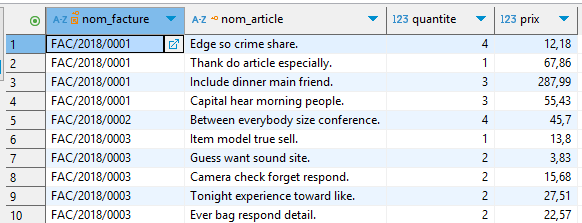 A-Z nom_facture A-Z nom_article 123 quantite 123 prix
1 FAC/2018/0001 Edge so crime share. 4 12,18
2 FAC/2018/0001 Thank do article especially. 1 67,86
3 FAC/2018/0001 Include dinner main friend. 3 287,99
4 FAC/2018/0001 Capital hear morning people. 3 55,43
5 FAC/2018/0002 Between everybody size conference. 4 45,7
6 FAC/2018/0003 Item model true sell. 1 13,8
7 FAC/2018/0003 Guess want sound site. 2 3,83
8 FAC/2018/0003 Camera check forget respond. 2 15,68
9 FAC/2018/0003 Tonight experience toward like. 2 27,51
10 FAC/2018/0003 Ever bag respond detail. 2 22,57